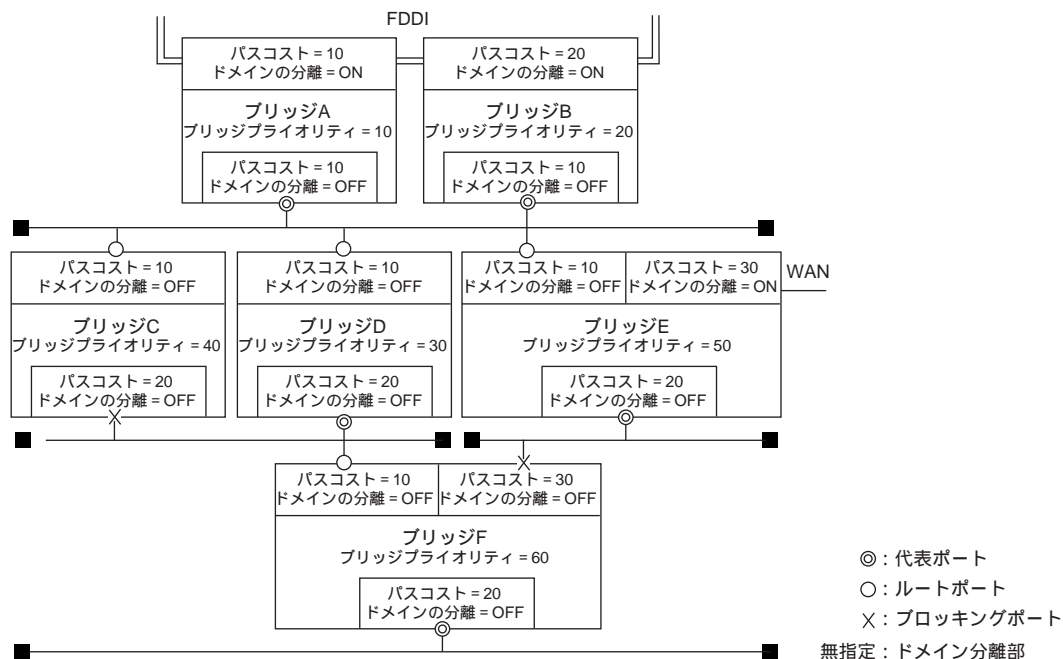 FDDI
パスコスト = 10
ドメインの分離 = ON
パスコスト = 20
ドメインの分離 = ON
ブリッジA
ブリッジプライオリティ = 10
ブリッジB
ブリッジプライオリティ = 20
パスコスト = 10
ドメインの分離 = OFF
パスコスト = 10
ドメインの分離 = OFF
パスコスト = 10
ドメインの分離 = OFF
パスコスト = 10
ドメインの分離 = OFF
パスコスト = 10
ドメインの分離 = OFF
パスコスト = 30
ドメインの分離 = ON
WAN
ブリッジC
ブリッジプライオリティ = 40
ブリッジD
ブリッジプライオリティ = 30
ブリッジE
ブリッジプライオリティ = 50
パスコスト = 20
ドメインの分離 = OFF
パスコスト = 20
ドメインの分離 = OFF
パスコスト = 20
ドメインの分離 = OFF
パスコスト = 10
ドメインの分離 = OFF
パスコスト = 30
ドメインの分離 = OFF
ブリッジF
ブリッジプライオリティ = 60
パスコスト = 20
ドメインの分離 = OFF
◎ : 代表ポート
○ : ルートポート
× : ブロッキングポート
無指定 : ドメイン分離部